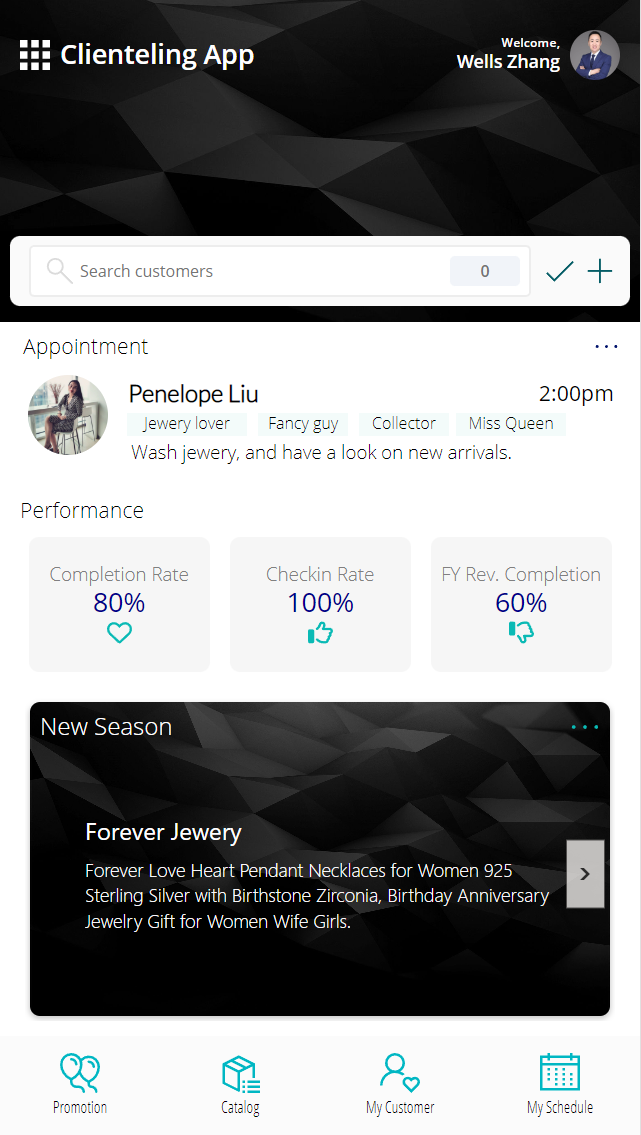 Clienteling App
Welcome,
Wells Zhang
Search customers
0
Appointment
Penelope Liu
2:00pm
Jewery lover
Fancy guy
Collector
Miss Queen
Wash jewery, and have a look on new arrivals.
Performance
Completion Rate
80%
Checkin Rate
100%
FY Rev. Completion
60%
New Season
Forever Jewery
Forever Love Heart Pendant Necklaces for Women 925
Sterling Silver with Birthstone Zirconia, Birthday Anniversary
Jewelry Gift for Women Wife Girls.
Promotion
Catalog
My Customer
My Schedule